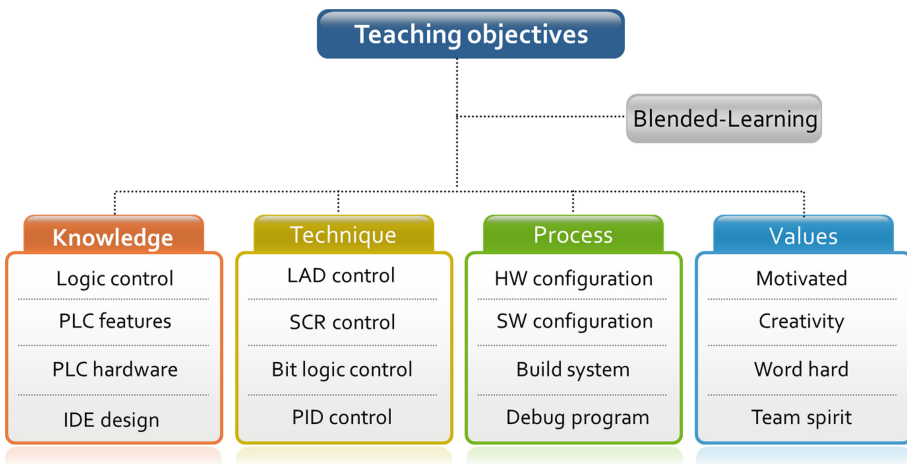 Teaching objectives
Blended-Learning
Knowledge
Logic control
PLC features
PLC hardware
IDE design
Technique
LAD control
SCR control
Bit logic control
PID control
Process
HW configuration
SW configuration
Build system
Debug program
Values
Motivated
Creativity
Word hard
Team spirit